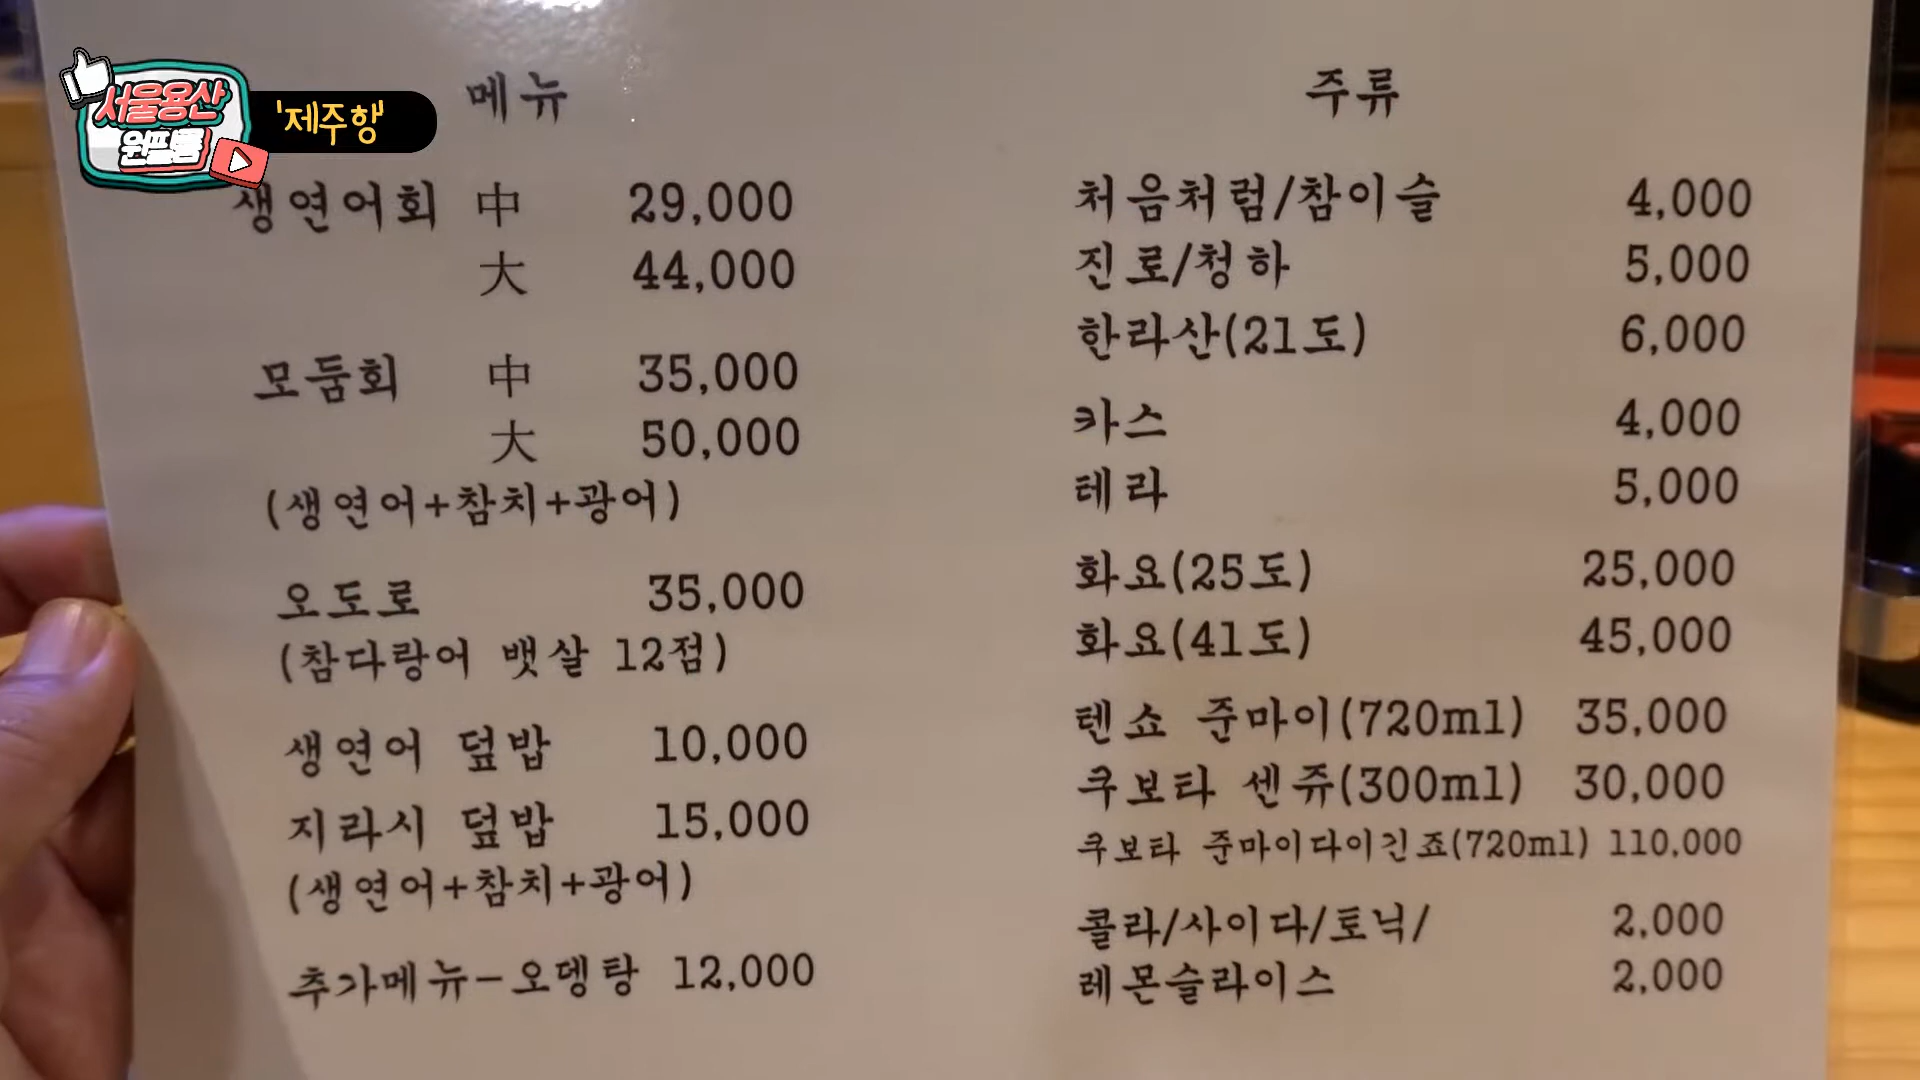 서울용산
원픽룸
'제주항'
메뉴
생연어회 中 29,000
大 44,000
모둠회 中 35,000
大 50,000
(생연어+참치+광어)
오도로 35,000
(참다랑어 뱃살 12점)
생연어 덮밥 10,000
지라시 덮밥 15,000
(생연어+참치+광어)
추가메뉴-오뎅탕 12,000
주류
처음처럼/참이슬 4,000
진로/청하 5,000
한라산(21도) 6,000
카스 4,000
테라 5,000
화요(25도) 25,000
화요(41도) 45,000
텐쇼 준마이(720ml) 35,000
쿠보타 센쥬(300ml) 30,000
쿠보타 준마이다이긴죠(720ml) 110,000
콜라/사이다/토닉/ 2,000
레몬슬라이스 2,000